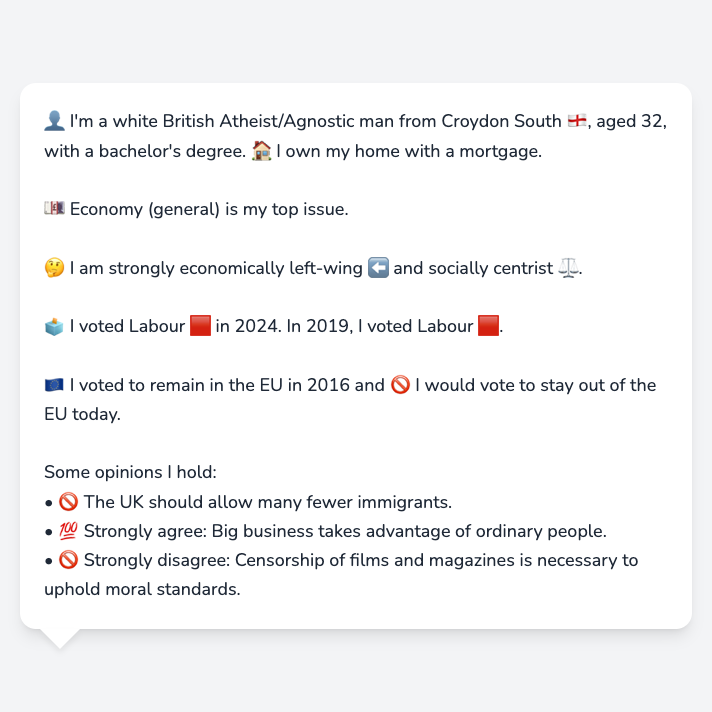 👤 I'm a white British Atheist/Agnostic man from Croydon South 🏴󠁧󠁢󠁥󠁮󠁧󠁿, aged 32,
with a bachelor's degree. 🏠 I own my home with a mortgage.
💷 Economy (general) is my top issue.
🤔 I am strongly economically left-wing ⬅️ and socially centrist ⚖️.
🗳️ I voted Labour 🟥 in 2024. In 2019, I voted Labour 🟥.
🇪🇺 I voted to remain in the EU in 2016 and 🚫 I would vote to stay out of the
EU today.
Some opinions I hold:
• 🚫 The UK should allow many fewer immigrants.
• 💯 Strongly agree: Big business takes advantage of ordinary people.
• 🚫 Strongly disagree: Censorship of films and magazines is necessary to
uphold moral standards.